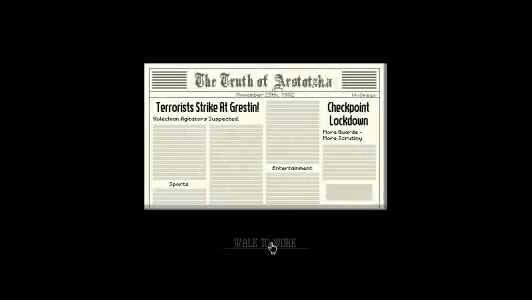 The Truth of Arstotzka
November 25th, 1982
Terrorists Strike At Grestin!
Kolechian Agitators Suspected.
Checkpoint
Lockdown
More Guards -
More Scrutiny
Entertainment
Sports
WALK TO WORK